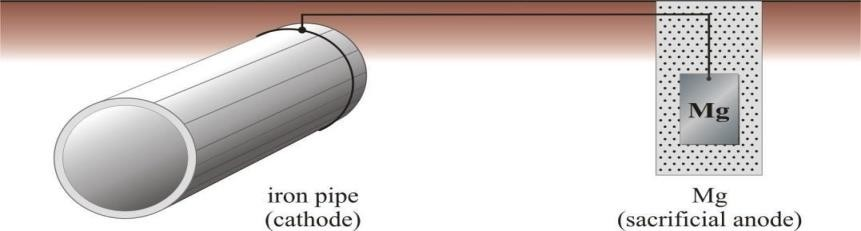 Mg
iron pipe
(cathode)
Mg
(sacrificial anode)